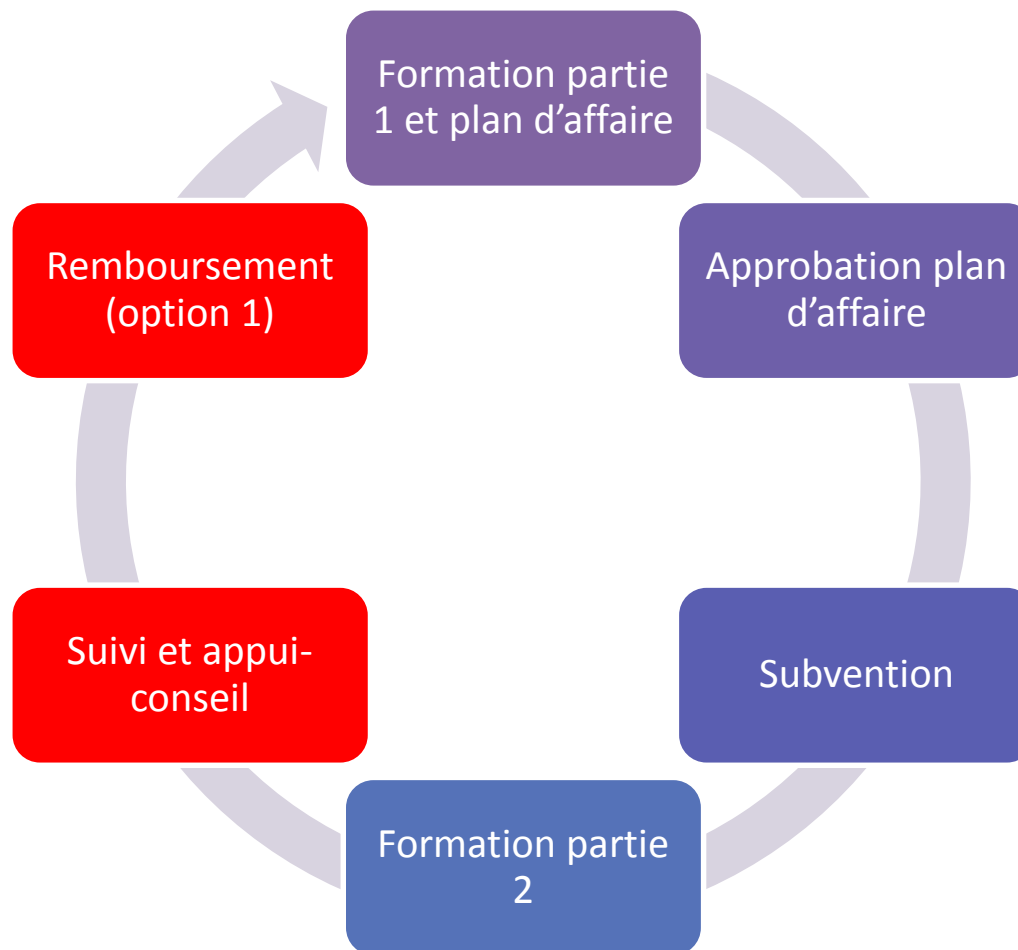 Formation partie
1 et plan d’affaire
Approbation plan
d’affaire
Subvention
Formation partie
2
Suivi et appui-
conseil
Remboursement
(option 1)